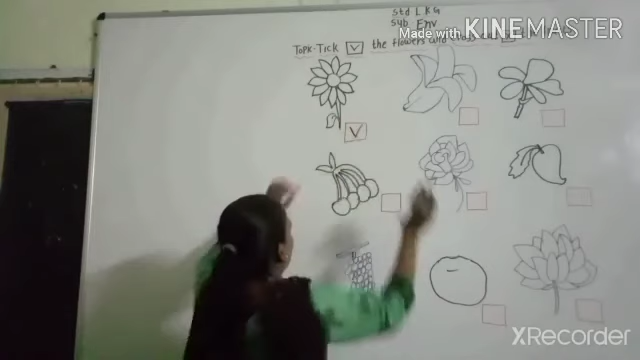 Std LKG
Sub Env
Made with KINEMASTER
Topic-Tick ✓ the flowers and
XRecorder